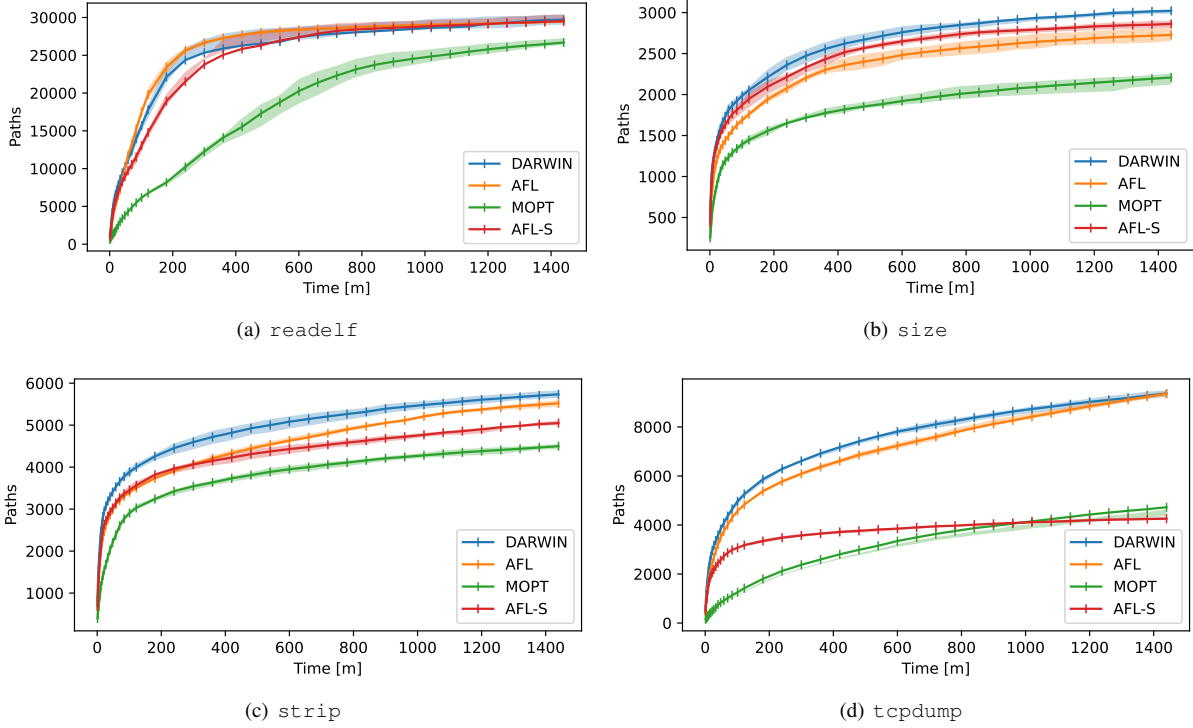 30000
25000
20000
15000
10000
5000
0
Paths
0 200 400 600 800 1000 1200 1400
Time [m]
DARWIN
AFL
MOPT
AFL-S
(a) readelf
3000
2500
2000
1500
1000
500
Paths
0 200 400 600 800 1000 1200 1400
Time [m]
DARWIN
AFL
MOPT
AFL-S
(b) size
6000
5000
4000
3000
2000
1000
Paths
0 200 400 600 800 1000 1200 1400
Time [m]
DARWIN
AFL
MOPT
AFL-S
(c) strip
8000
6000
4000
2000
0
Paths
0 200 400 600 800 1000 1200 1400
Time [m]
DARWIN
AFL
MOPT
AFL-S
(d) tcpdump